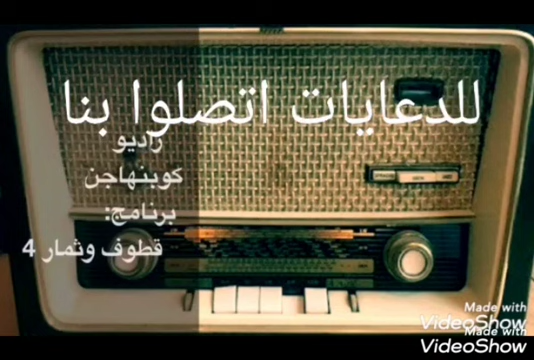 للدعايات اتصلوا بنا
راديو
كوبنهاجن
برنامج:
قطوف وثمار 4
Made with
VideoShow
Made with
VideoShow